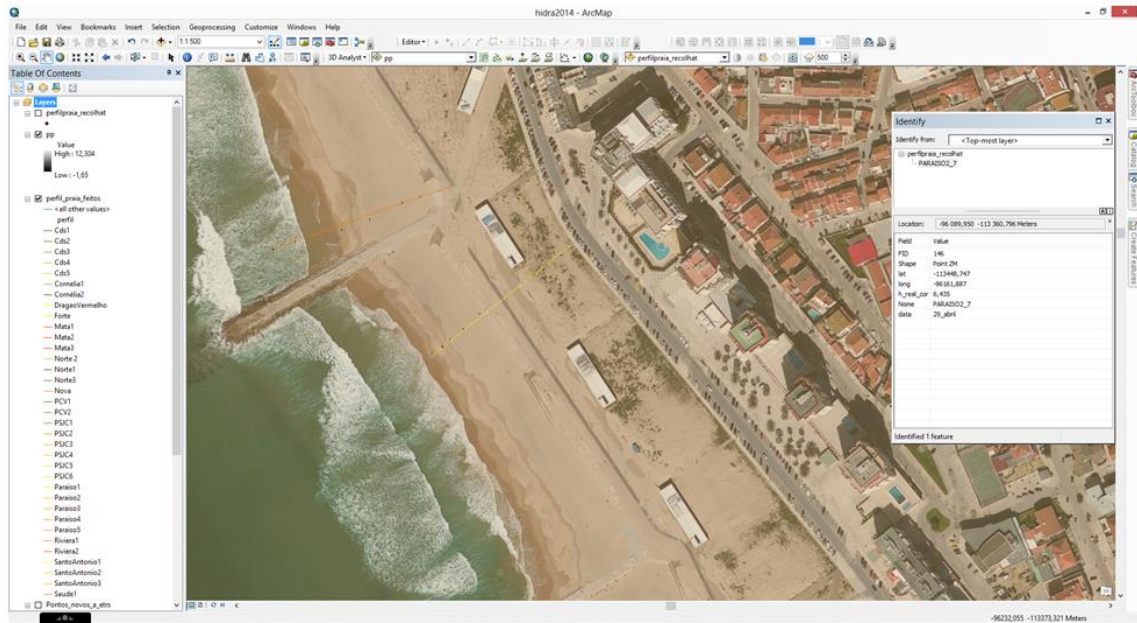 hidra2014 - ArcMap
File Edit View Bookmarks Insert Selection Geoprocessing Customize Windows Help
1:1 500
Editor
3D Analyst
pp
perfilpraia_recolhat
500
Table Of Contents
Layers
perfilpraia_recolhat
pp
Value
High : 12,304
Low : -1,65
perfil_praia_feitos
<all other values>
perfil
Cds1
Cds2
Cds3
Cds4
Cds5
Cornelia1
Cornélia2
DragaoVermelho
Forte
Mata1
Mata2
Mata3
Norte 2
Norte1
Norte3
Nova
PCV1
PCV2
PSJC1
PSJC2
PSJC3
PSJC4
PSJC5
PSJC6
Paraiso1
Paraiso2
Paraiso3
Paraiso4
Paraiso5
Riviera1
Riviera2
SantoAntonio1
SantoAntonio2
SantoAntonio3
Saude1
Pontos_novos_a_etrs
Identify
Identify from: <Top-most layer>
perfilpraia_recolhat
PARAISO2_7
Location: -96 089,950 -113 360,796 Meters
Field Value
FID 146
Shape Point ZM
lat -113448,747
long -96161,887
h_real_cor 6,435
Nome PARAISO2_7
data 29_abril
Identified 1 feature
ArcToolbox
Catalog
Search
Create Features
-96232,055 -113373,321 Meters